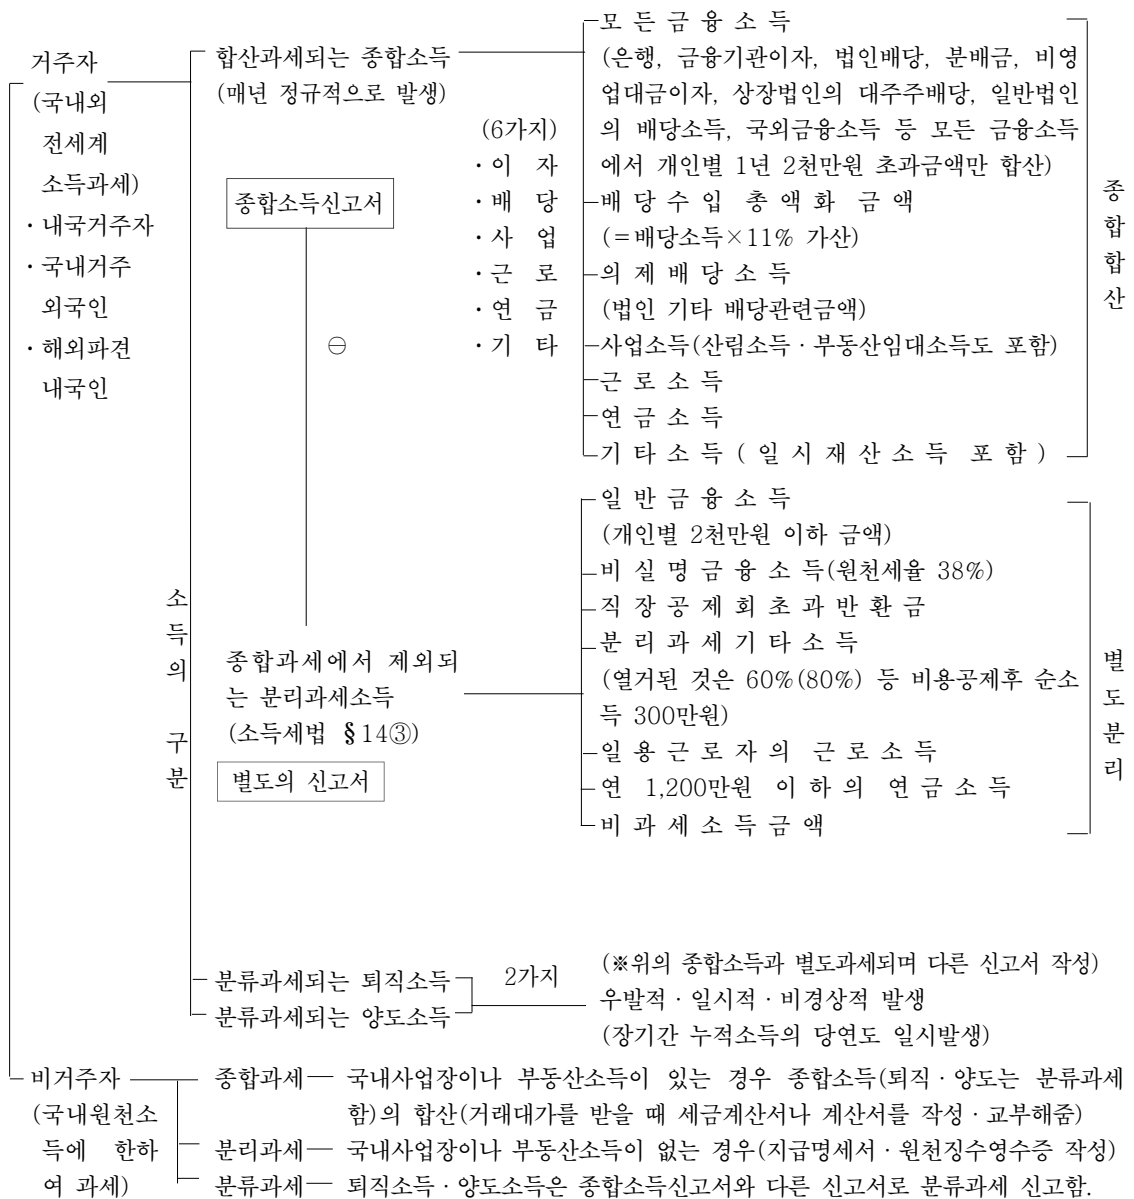 거주자
(국내외
전세계
소득과세)
·내국거주자
·국내거주
외국인
·해외파견
내국인
소득의 구분
합산과세되는 종합소득
(매년 정규적으로 발생)
종합소득신고서
⊖
(6가지)
·이 자
·배 당
·사 업
·근 로
·연 금
·기 타
모든금융소득
(은행, 금융기관이자, 법인배당, 분배금, 비영
업대금이자, 상장법인의 대주주배당, 일반법인
의 배당소득, 국외금융소득 등 모든 금융소득
에서 개인별 1년 2천만원 초과금액만 합산)
배당수입 총액화 금액
(=배당소득×11% 가산)
의제배당소득
(법인 기타 배당관련금액)
사업소득(산림소득·부동산임대소득도 포함)
근로소득
연금소득
기타소득(일시재산소득 포함)
종합합산
종합과세에서 제외되
는 분리과세소득
(소득세법 §14③)
별도의 신고서
일반금융소득
(개인별 2천만원 이하 금액)
비실명금융소득(원천세율 38%)
직장공제회초과반환금
분리과세기타소득
(열거된 것은 60%(80%) 등 비용공제후 순소
득 300만원)
일용근로자의 근로소득
연 1,200만원 이하의 연금소득
비과세소득금액
별도분리
분류과세되는 퇴직소득
분류과세되는 양도소득
2가지
(※위의 종합소득과 별도과세되며 다른 신고서 작성)
우발적·일시적·비경상적 발생
(장기간 누적소득의 당연도 일시발생)
비거주자
(국내원천소
득에 한하
여 과세)
종합과세― 국내사업장이나 부동산소득이 있는 경우 종합소득(퇴직·양도는 분류과세
함)의 합산(거래대가를 받을 때 세금계산서나 계산서를 작성·교부해줌)
분리과세― 국내사업장이나 부동산소득이 없는 경우(지급명세서·원천징수영수증 작성)
분류과세― 퇴직소득·양도소득은 종합소득신고서와 다른 신고서로 분류과세 신고함.